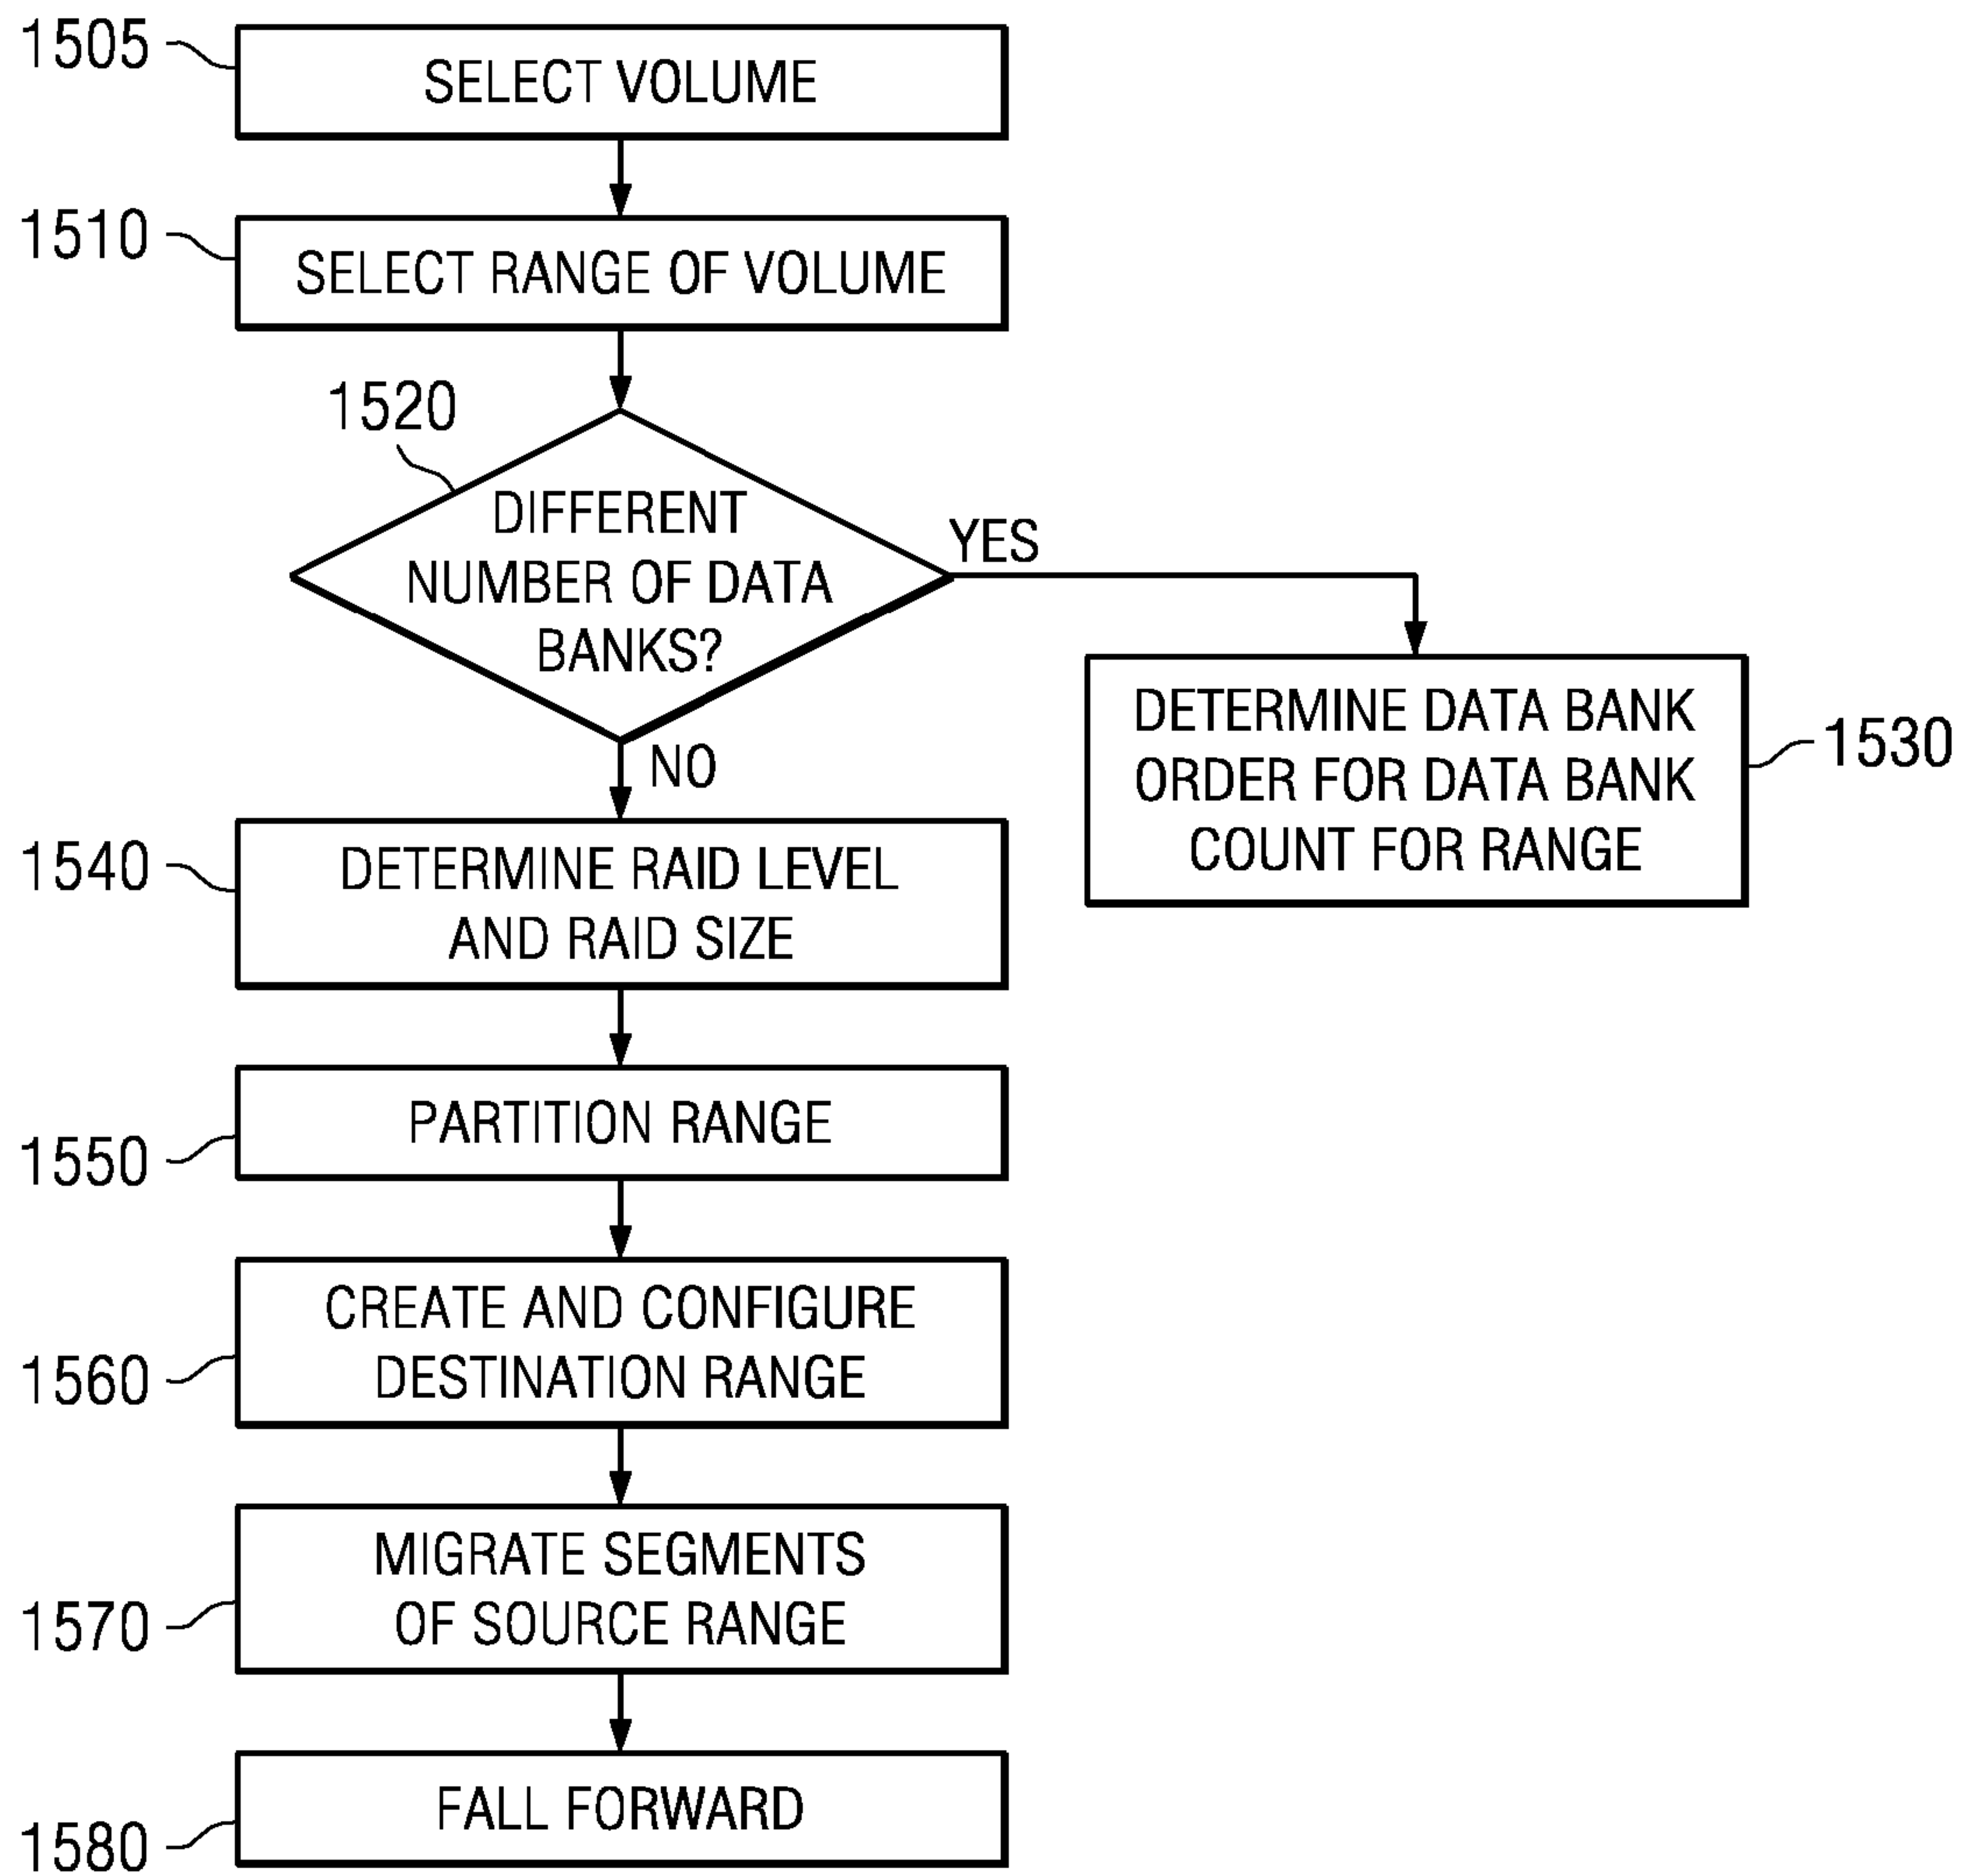 1505
SELECT VOLUME
1510
SELECT RANGE OF VOLUME
1520
DIFFERENT
NUMBER OF DATA
BANKS?
YES
NO
DETERMINE DATA BANK
ORDER FOR DATA BANK
COUNT FOR RANGE
1530
1540
DETERMINE RAID LEVEL
AND RAID SIZE
1550
PARTITION RANGE
1560
CREATE AND CONFIGURE
DESTINATION RANGE
1570
MIGRATE SEGMENTS
OF SOURCE RANGE
1580
FALL FORWARD